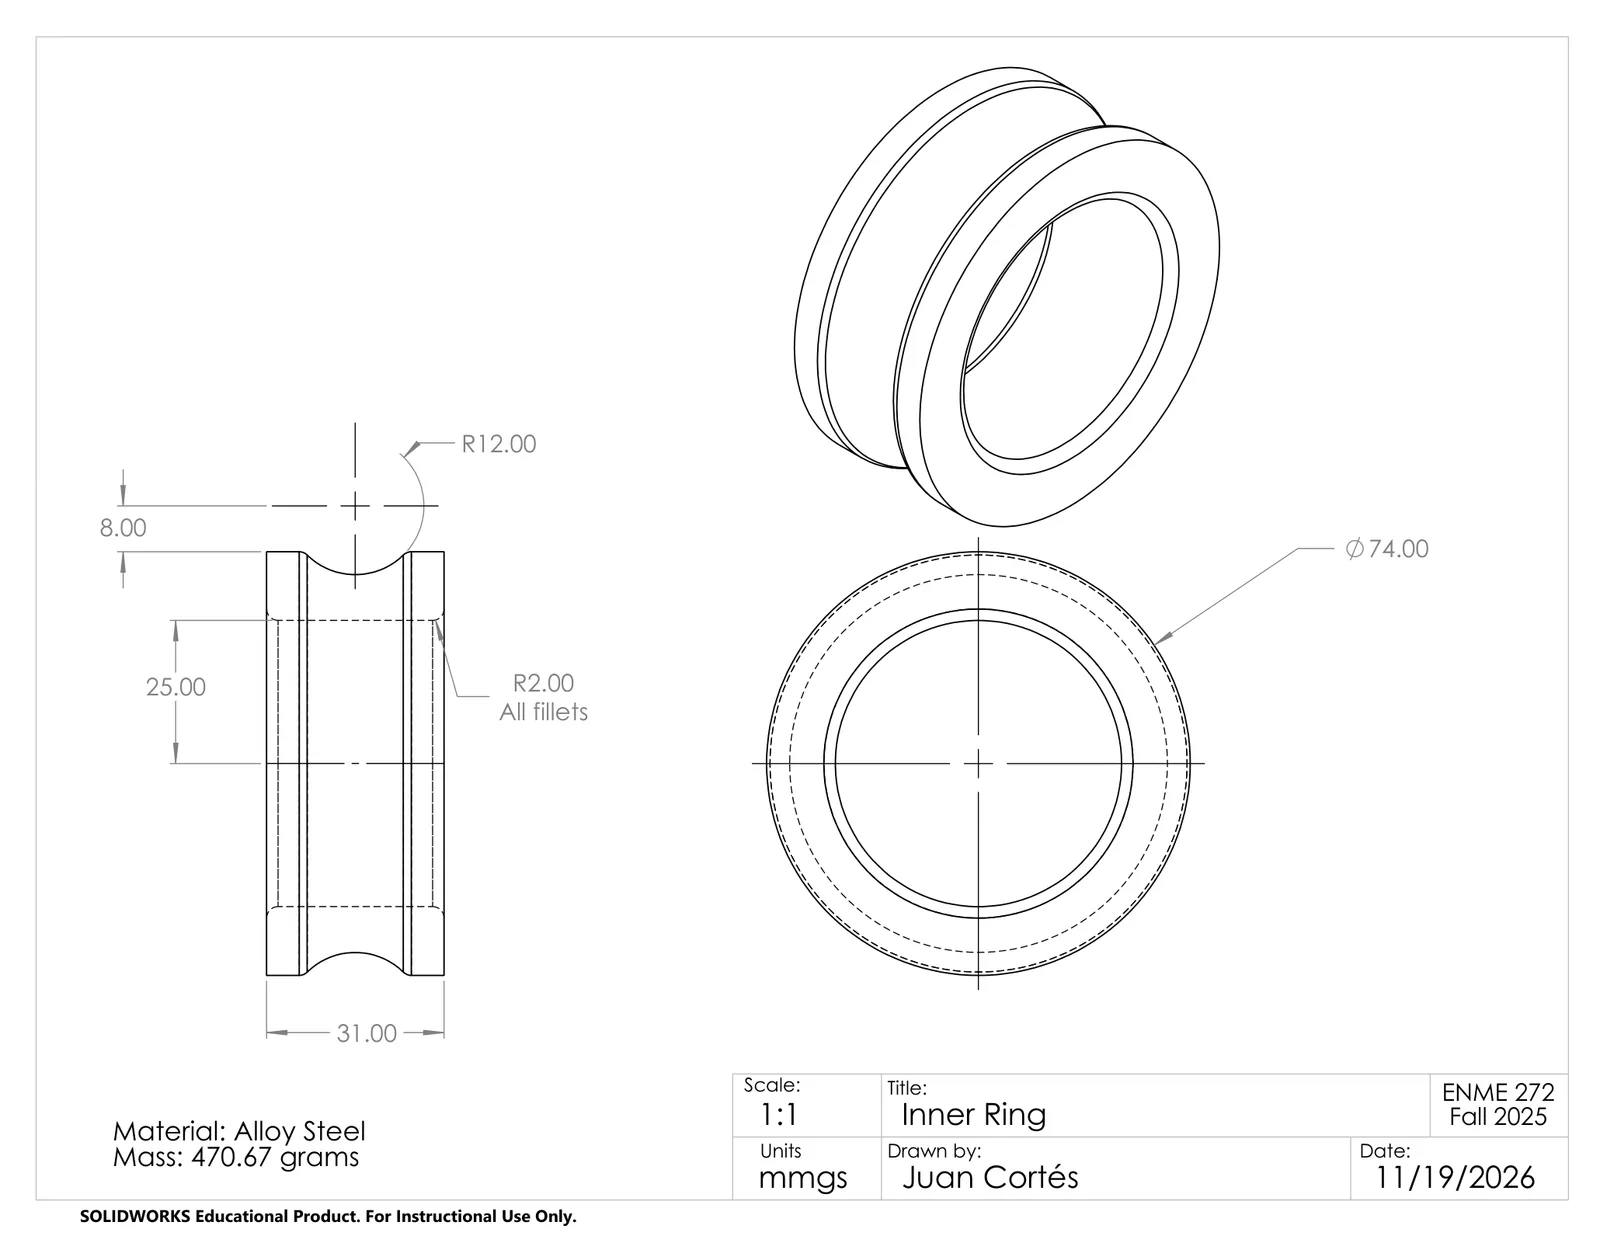 R12.00
8.00
⌀74.00
25.00
R2.00
All fillets
31.00
Material: Alloy Steel
Mass: 470.67 grams
Scale:
1:1
Title:
Inner Ring
ENME 272
Fall 2025
Units
mmgs
Drawn by:
Juan Cortés
Date:
11/19/2026
SOLIDWORKS Educational Product. For Instructional Use Only.